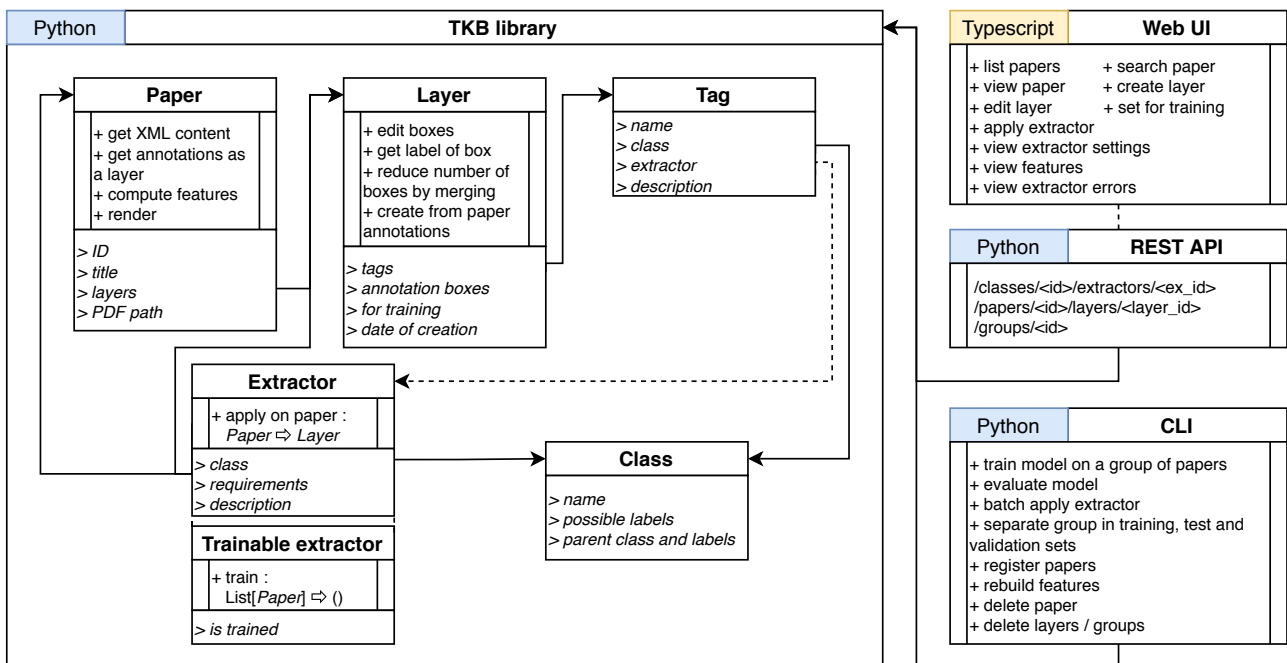 Python
TKB library
Paper
+ get XML content
+ get annotations as
a layer
+ compute features
+ render
> ID
> title
> layers
> PDF path
Layer
+ edit boxes
+ get label of box
+ reduce number of
boxes by merging
+ create from paper
annotations
> tags
> annotation boxes
> for training
> date of creation
Tag
> name
> class
> extractor
> description
Extractor
+ apply on paper :
Paper ⇨ Layer
> class
> requirements
> description
Trainable extractor
+ train :
List[Paper] ⇨ ()
> is trained
Class
> name
> possible labels
> parent class and labels
Typescript
Web UI
+ list papers + search paper
+ view paper + create layer
+ edit layer + set for training
+ apply extractor
+ view extractor settings
+ view features
+ view extractor errors
Python
REST API
/classes/<id>/extractors/<ex_id>
/papers/<id>/layers/<layer_id>
/groups/<id>
Python
CLI
+ train model on a group of papers
+ evaluate model
+ batch apply extractor
+ separate group in training, test and
validation sets
+ register papers
+ rebuild features
+ delete paper
+ delete layers / groups